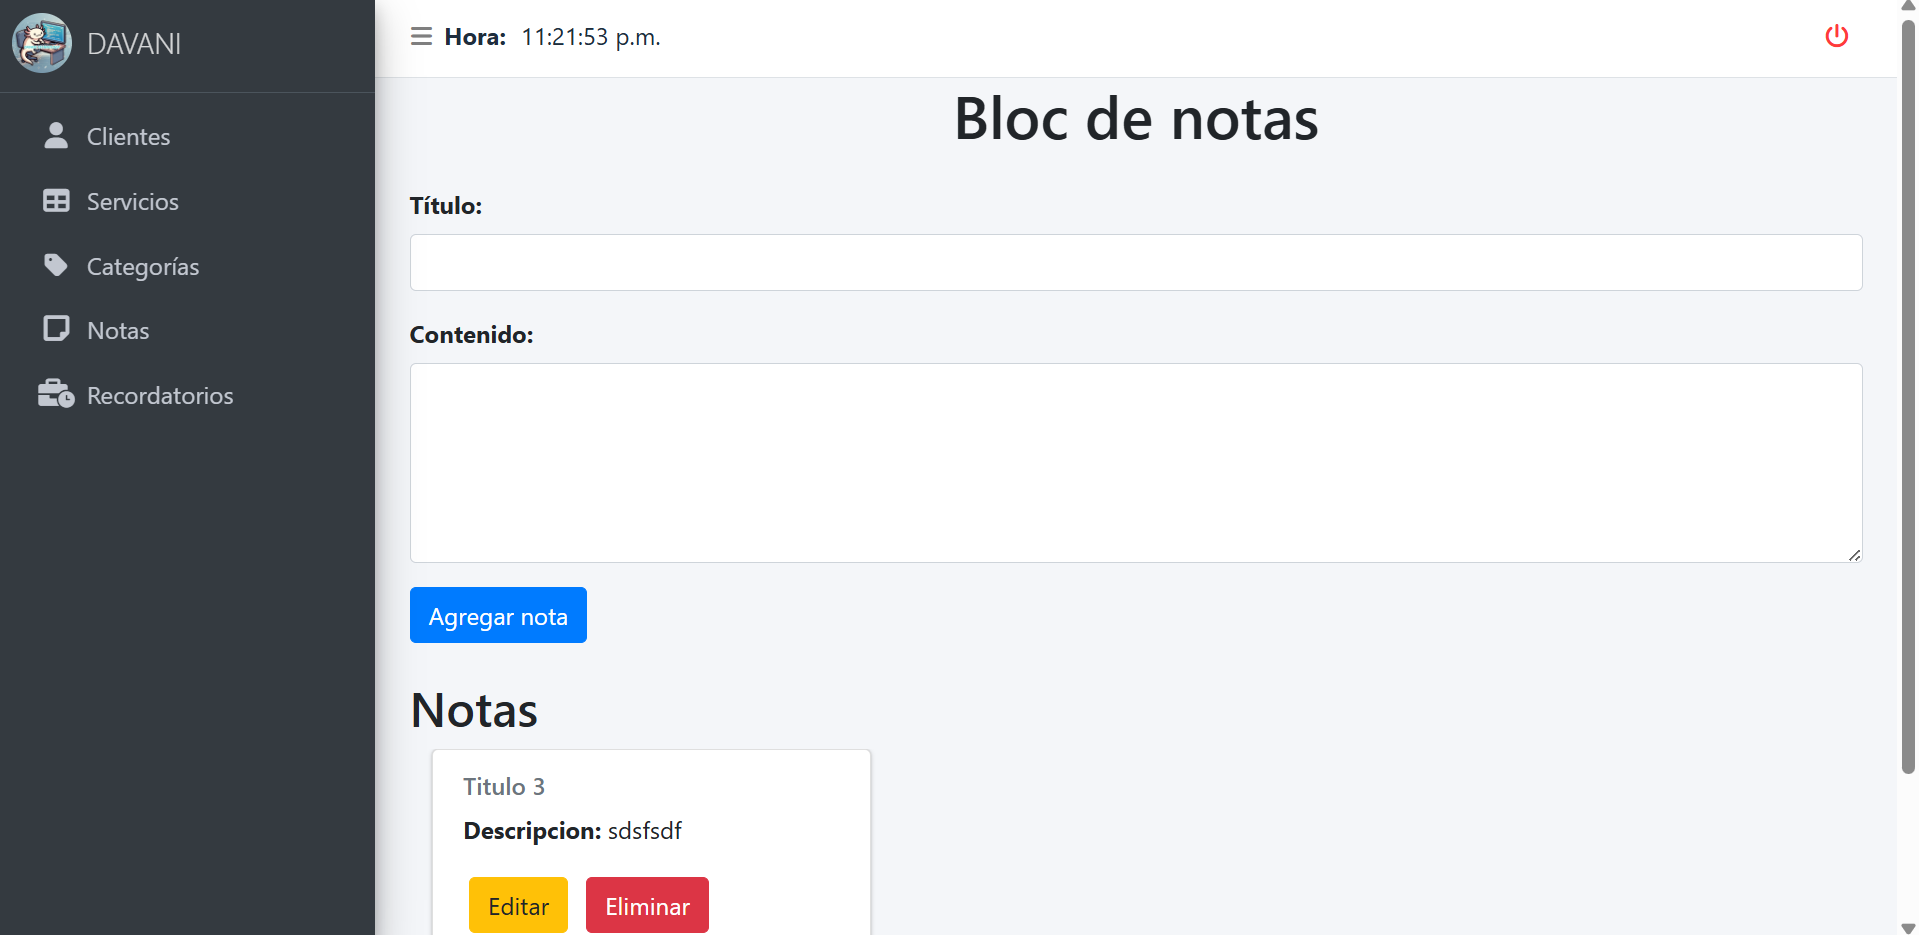 DAVANI
Clientes
Servicios
Categorías
Notas
Recordatorios
Hora: 11:21:53 p.m.
Bloc de notas
Título:
Contenido:
Agregar nota
Notas
Titulo 3
Descripcion: sdsfsdf
Editar
Eliminar